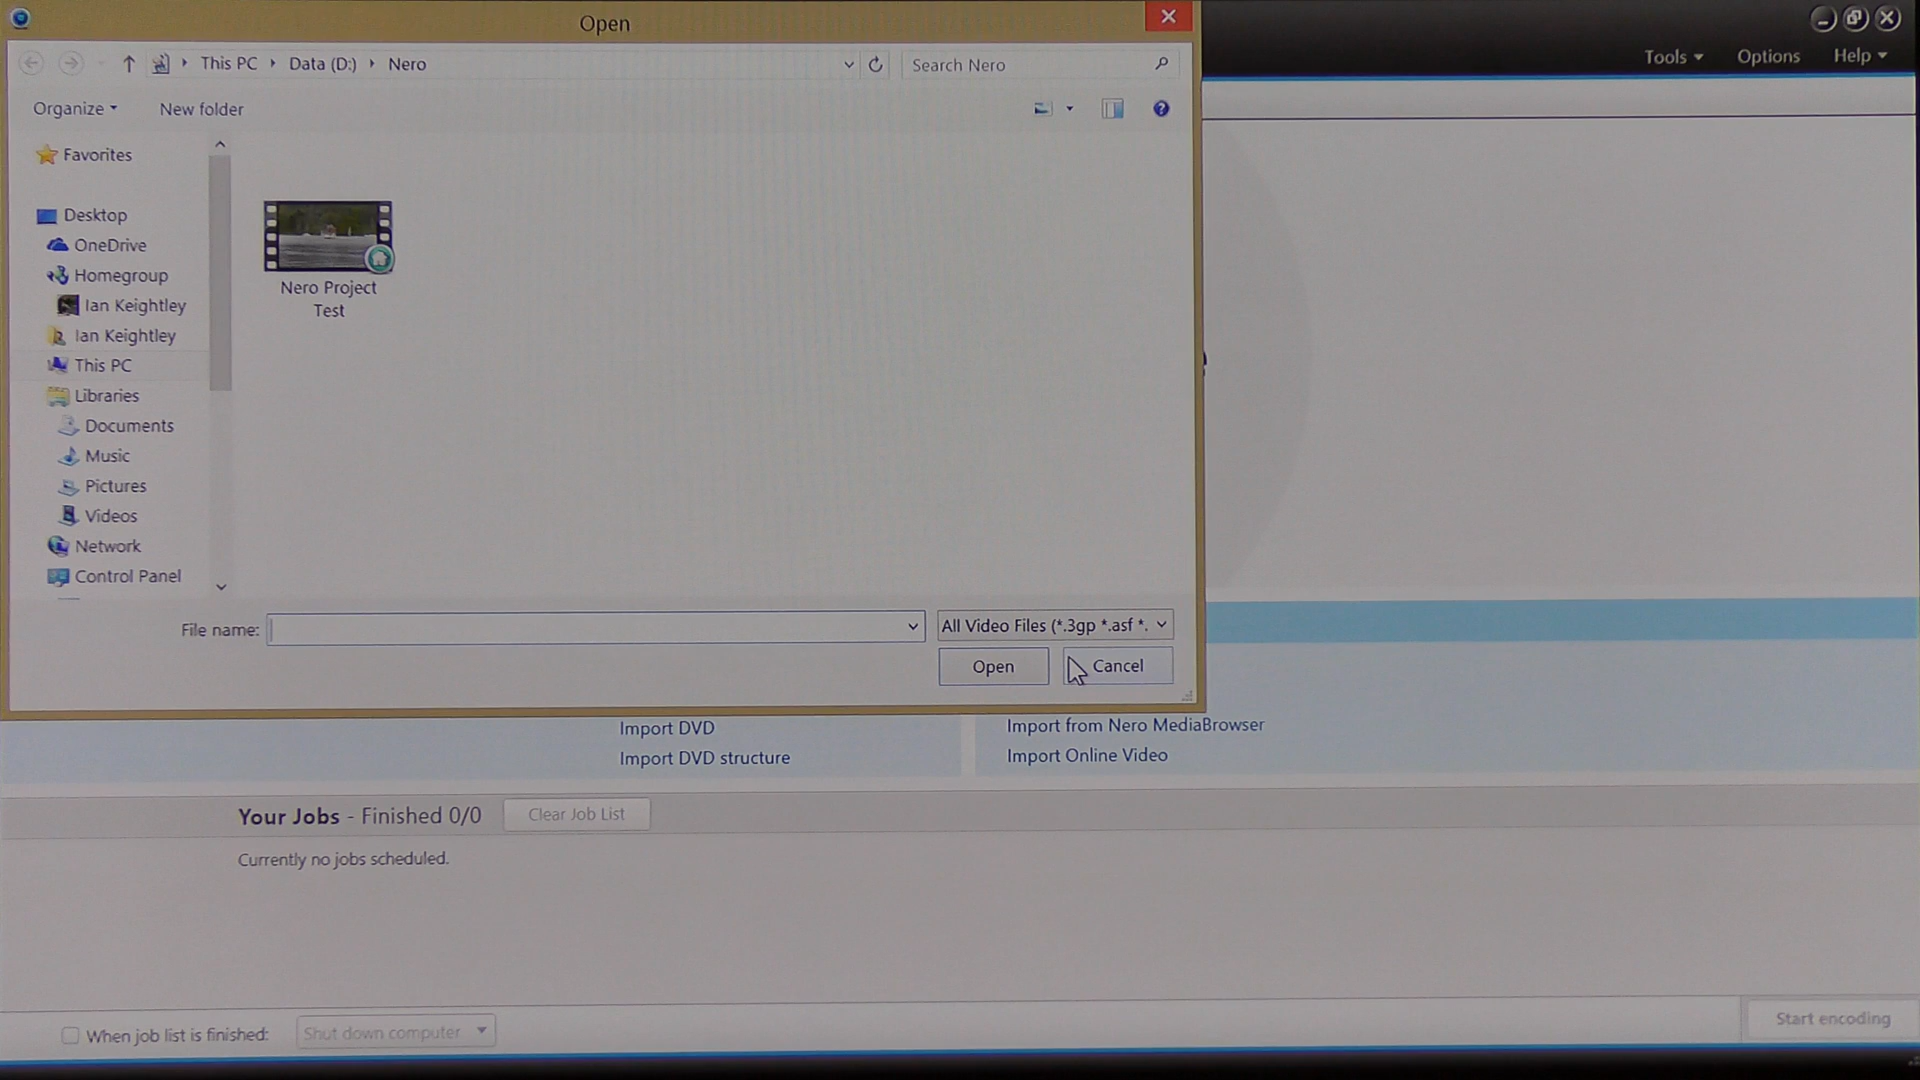 Open
Tools Options Help
This PC Data (D:) Nero
Search Nero
Organize New folder
Favorites
Desktop
OneDrive
Homegroup
Ian Keightley
Ian Keightley
This PC
Libraries
Documents
Music
Pictures
Videos
Network
Control Panel
Nero Project
Test
File name:
All Video Files (*.3gp *.asf *.
Open Cancel
Import DVD
Import DVD structure
Import from Nero MediaBrowser
Import Online Video
Your Jobs - Finished 0/0
Clear Job List
Currently no jobs scheduled.
When job list is finished:
Shut down computer
Start encoding